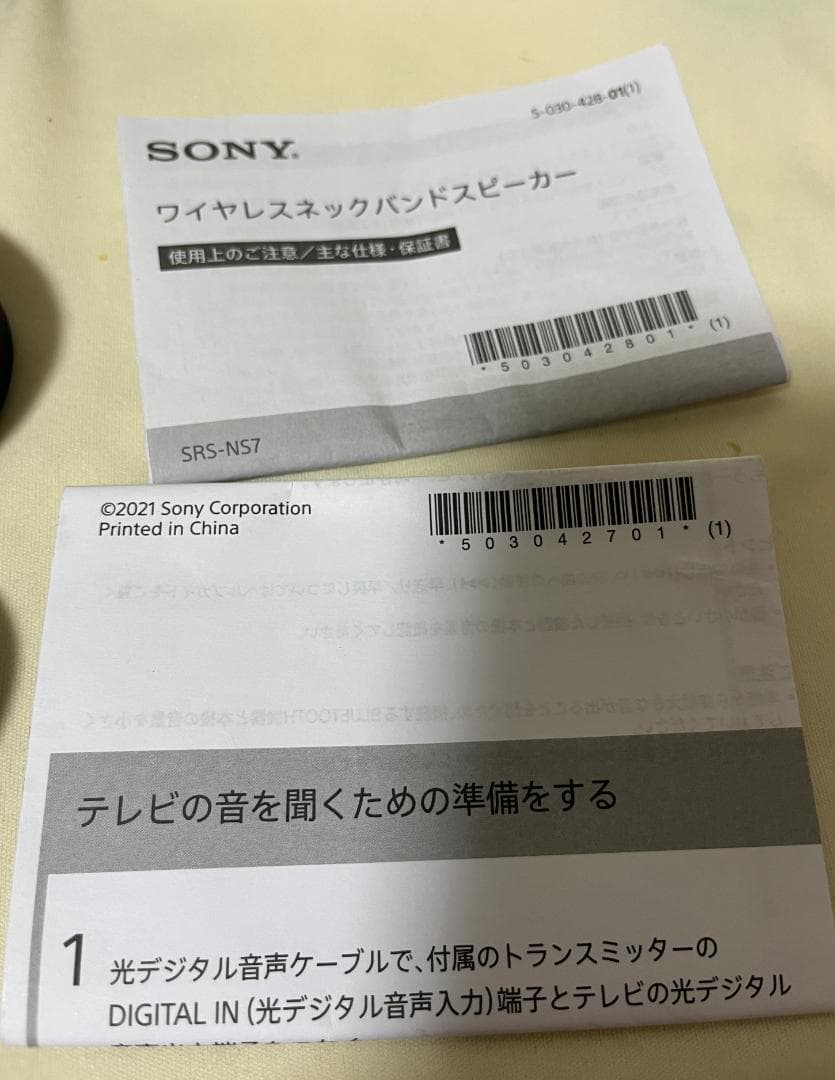 5-030-428-01(1)
SONY®
ワイヤレスネックバンドスピーカー
使用上のご注意/主な仕様・保証書
*503042801* (1)
SRS-NS7
©2021 Sony Corporation
Printed in China
*503042701* (1)
テレビの音を聞くための準備をする
1 光デジタル音声ケーブルで、付属のトランスミッターの
DIGITAL IN (光デジタル音声入力)端子とテレビの光デジタル